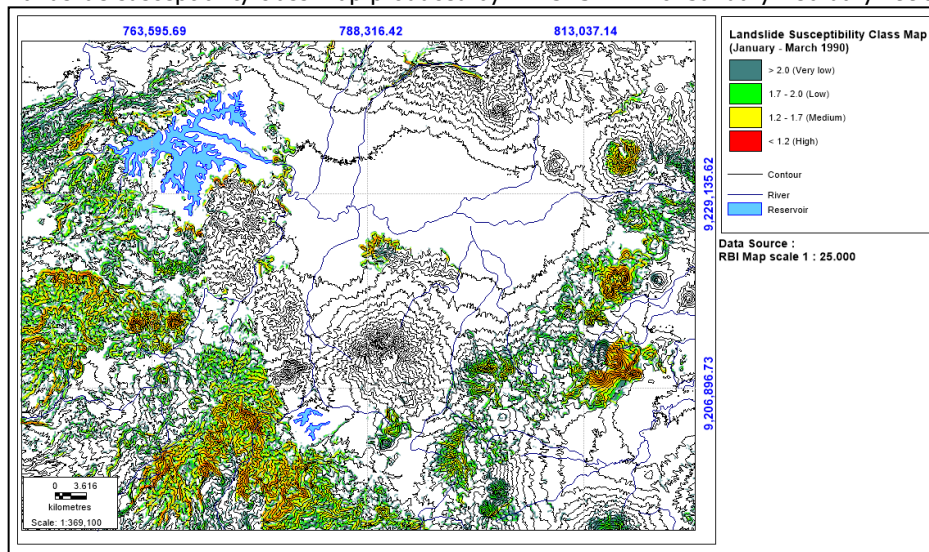 763,595.69 788,316.42 813,037.14
Landslide Susceptibility Class Map
(January - March 1990)
> 2.0 (Very low)
1.7 - 2.0 (Low)
1.2 - 1.7 (Medium)
< 1.2 (High)
Contour
River
Reservoir
9,229,135.62
Data Source :
RBI Map scale 1 : 25.000
9,206,896.73
0 3.616
kilometres
Scale: 1:369,100